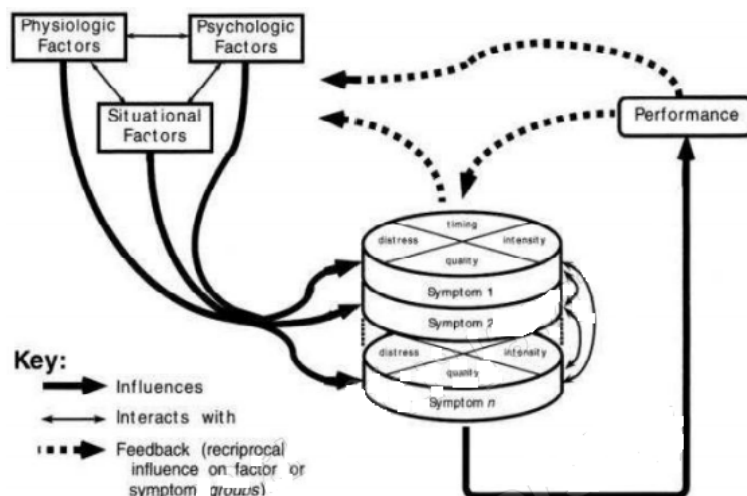 Physiologic
Factors
Psychologic
Factors
Situational
Factors
Performance
timing
distress
intensity
quality
Symptom 1
Symptom 2
distress
intensity
quality
Symptom n
Key:
Influences
Interacts with
Feedback (recriprocal
influence on factor or
symptom groups)